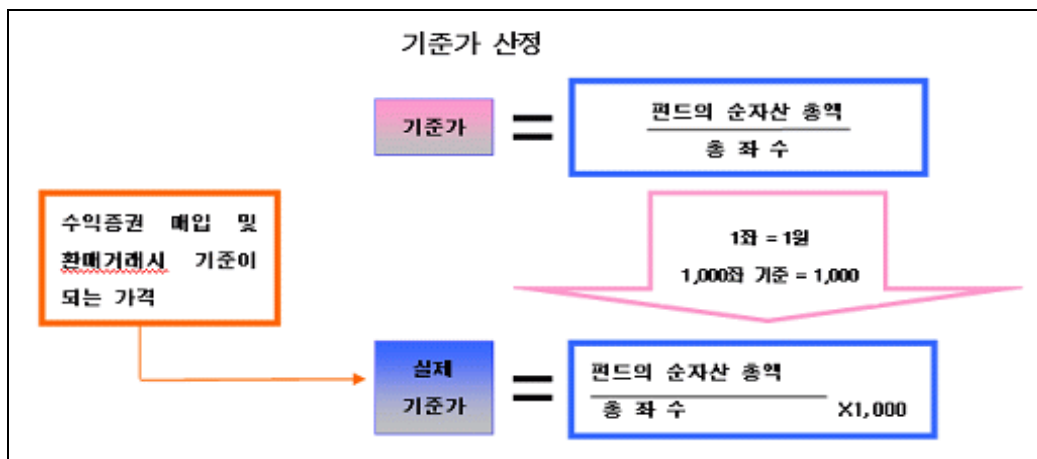 기준가 산정
기준가
=
펀드의 순자산 총액
총 좌 수
수익증권 매입 및
환매거래시 기준이
되는 가격
1좌 = 1원
1,000좌 기준 = 1,000
실제
기준가
=
펀드의 순자산 총액
총 좌 수 X1,000